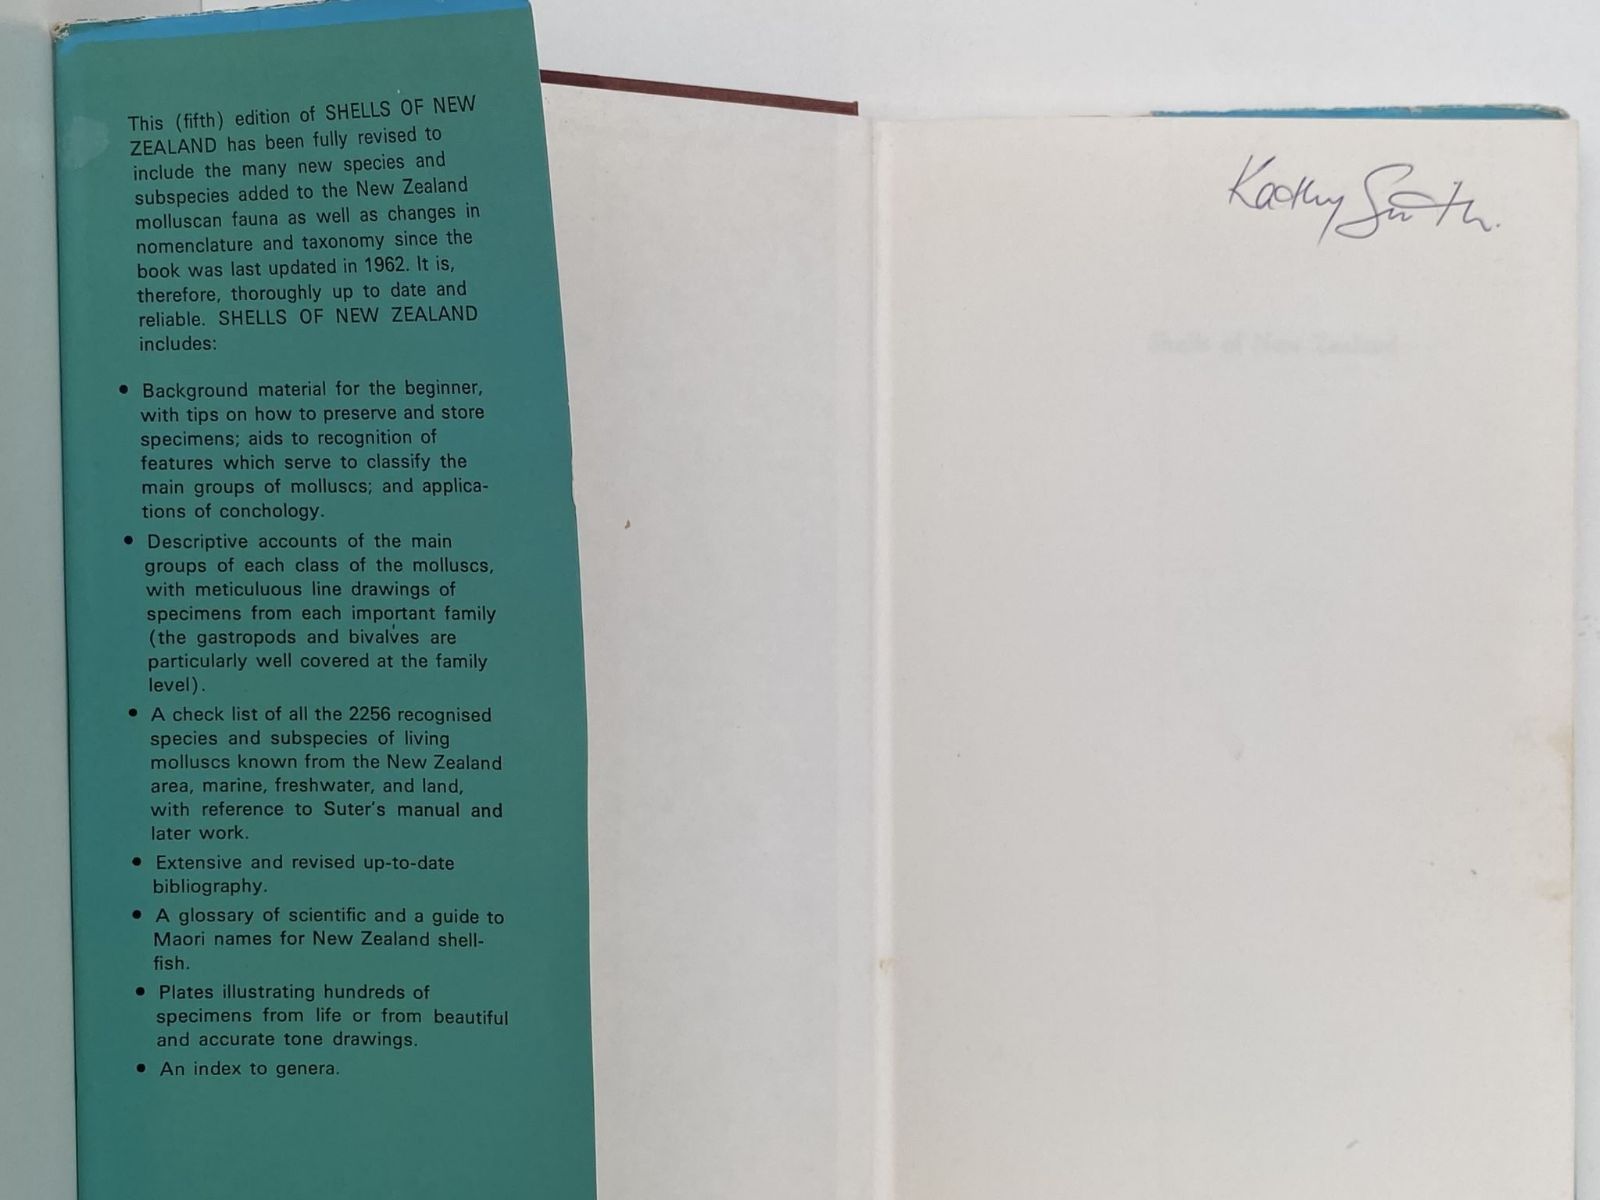 This (fifth) edition of SHELLS OF NEW
ZEALAND has been fully revised to
include the many new species and
subspecies added to the New Zealand
molluscan fauna as well as changes in
nomenclature and taxonomy since the
book was last updated in 1962. It is,
therefore, thoroughly up to date and
reliable. SHELLS OF NEW ZEALAND
includes:
• Background material for the beginner,
with tips on how to preserve and store
specimens; aids to recognition of
features which serve to classify the
main groups of molluscs; and applica-
tions of conchology.
• Descriptive accounts of the main
groups of each class of the molluscs,
with meticuluous line drawings of
specimens from each important family
(the gastropods and bivalves are
particularly well covered at the family
level).
• A check list of all the 2256 recognised
species and subspecies of living
molluscs known from the New Zealand
area, marine, freshwater, and land,
with reference to Suter's manual and
later work.
• Extensive and revised up-to-date
bibliography.
• A glossary of scientific and a guide to
Maori names for New Zealand shell-
fish.
• Plates illustrating hundreds of
specimens from life or from beautiful
and accurate tone drawings.
• An index to genera.
Kathy Smith.
Shells of New Zealand